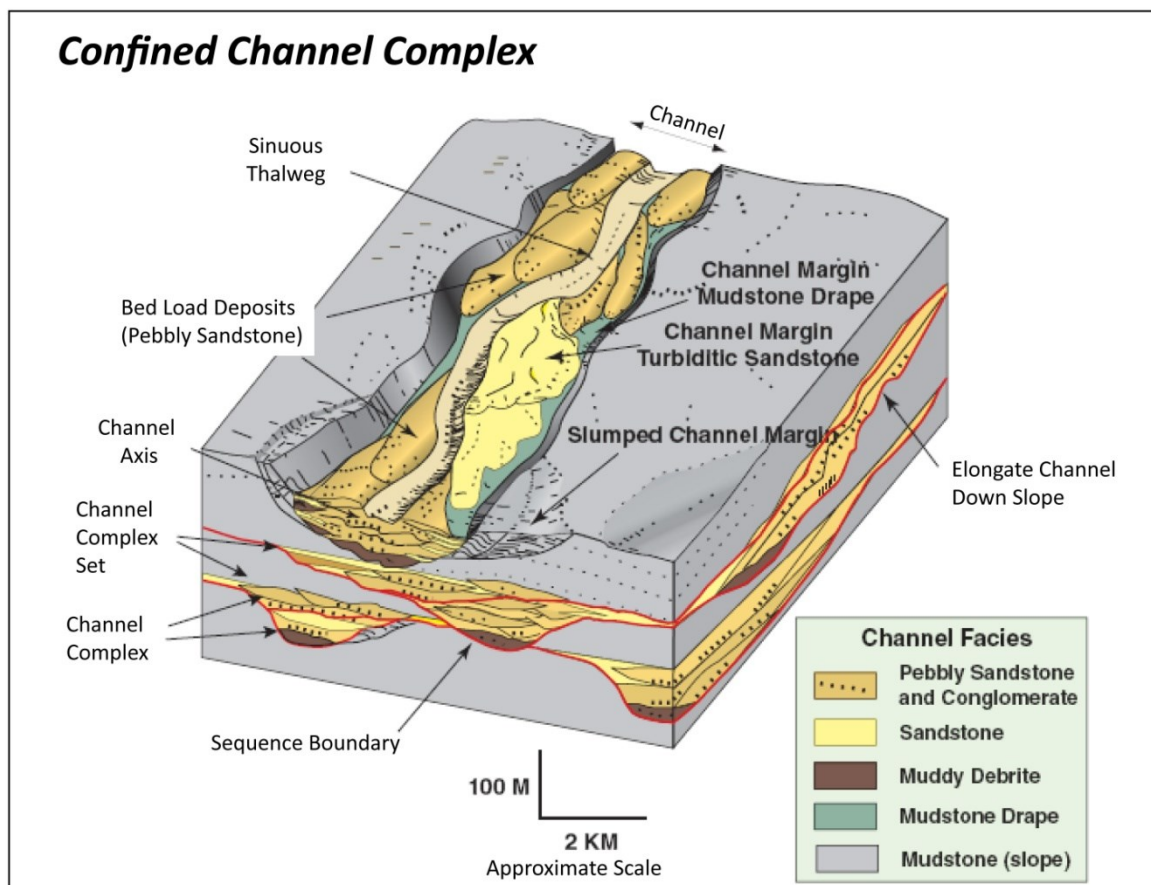 Confined Channel Complex
Channel
Sinuous
Thalweg
Channel Margin
Mudstone Drape
Bed Load Deposits
(Pebbly Sandstone)
Channel Margin
Turbiditic Sandstone
Channel
Axis
Slumped Channel Margin
Elongate Channel
Down Slope
Channel
Complex
Set
Channel
Complex
Sequence Boundary
100 M
2 KM
Approximate Scale
Channel Facies
Pebbly Sandstone
and Conglomerate
Sandstone
Muddy Debrite
Mudstone Drape
Mudstone (slope)